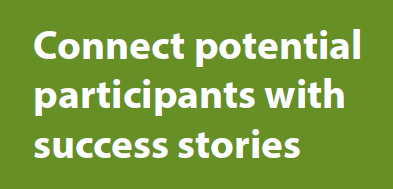 Connect potential
participants with
success stories